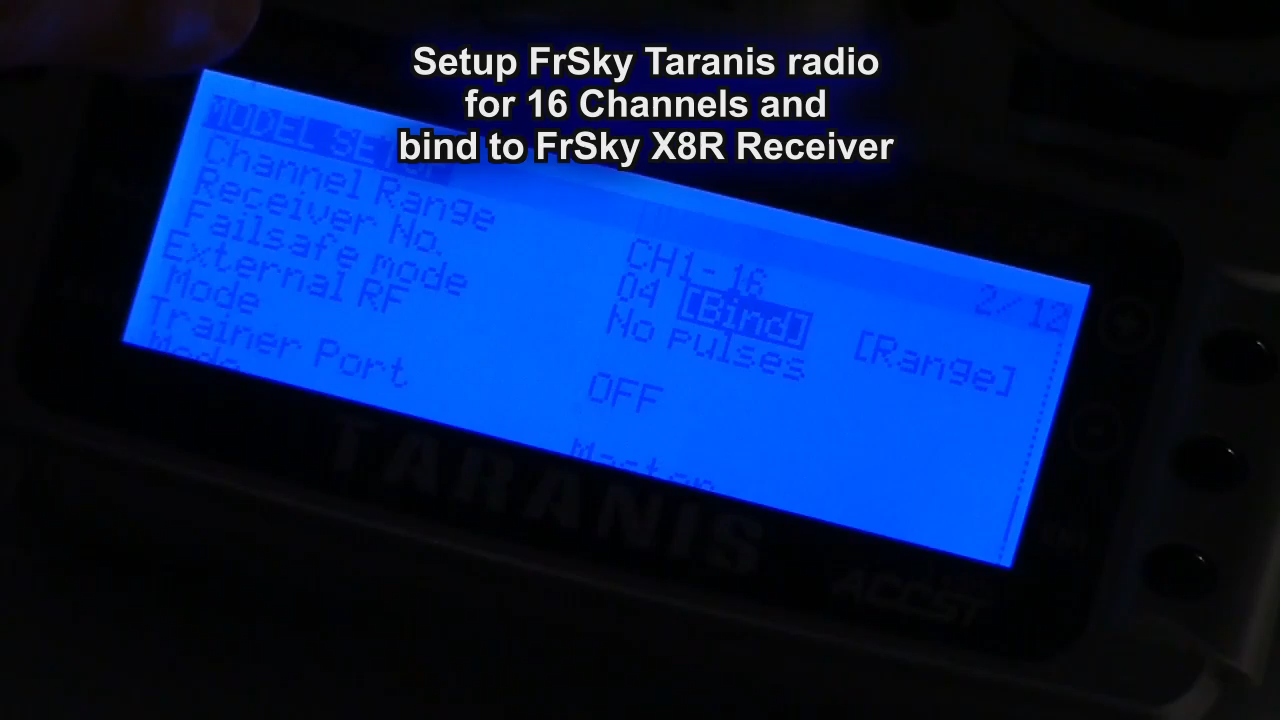 Setup FrSky Taranis radio
for 16 Channels and
bind to FrSky X8R Receiver
MODEL SETUP 2/12
Channel Range CH1-16
Receiver No. 04 [Bind] [Range]
Failsafe mode No pulses
External RF
Mode OFF
Trainer Port
Mode Master
TARANIS
ACCST